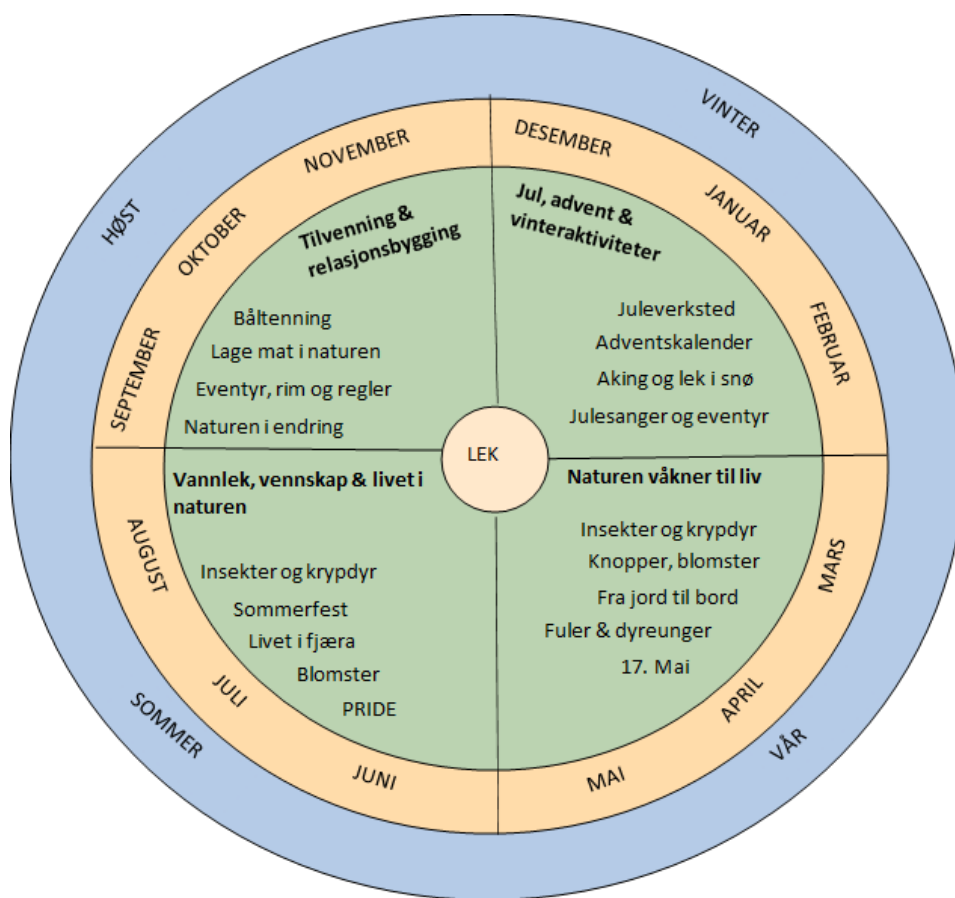 VINTER
HØST
SOMMER
VÅR
NOVEMBER
DESEMBER
OKTOBER
JANUAR
SEPTEMBER
FEBRUAR
AUGUST
MARS
JULI
APRIL
JUNI
MAI
Tilvenning &
relasjonsbygging
Båltenning
Lage mat i naturen
Eventyr, rim og regler
Naturen i endring
Jul, advent &
vinteraktiviteter
Juleverksted
Adventskalender
Aking og lek i snø
Julesanger og eventyr
LEK
Vannlek, vennskap & livet i
naturen
Insekter og krypdyr
Sommerfest
Livet i fjæra
Blomster
PRIDE
Naturen våkner til liv
Insekter og krypdyr
Knopper, blomster
Fra jord til bord
Fuler & dyreunger
17. Mai